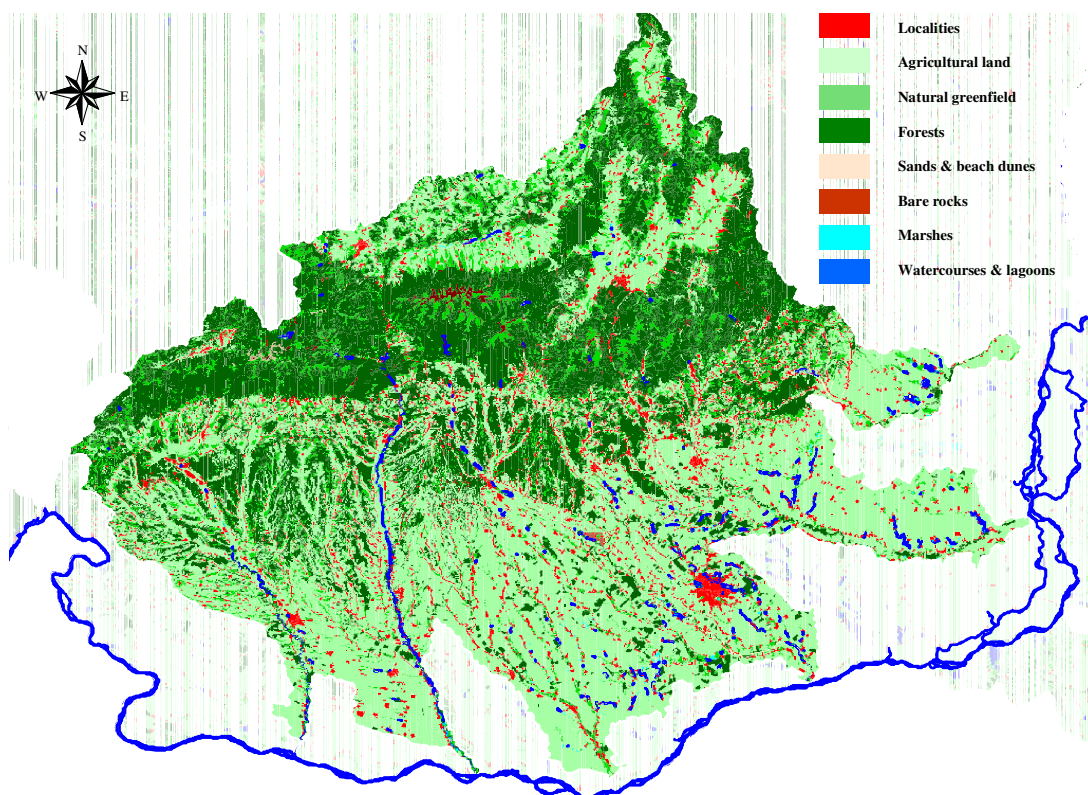 N
W E
S
Localities
Agricultural land
Natural greenfield
Forests
Sands & beach dunes
Bare rocks
Marshes
Watercourses & lagoons